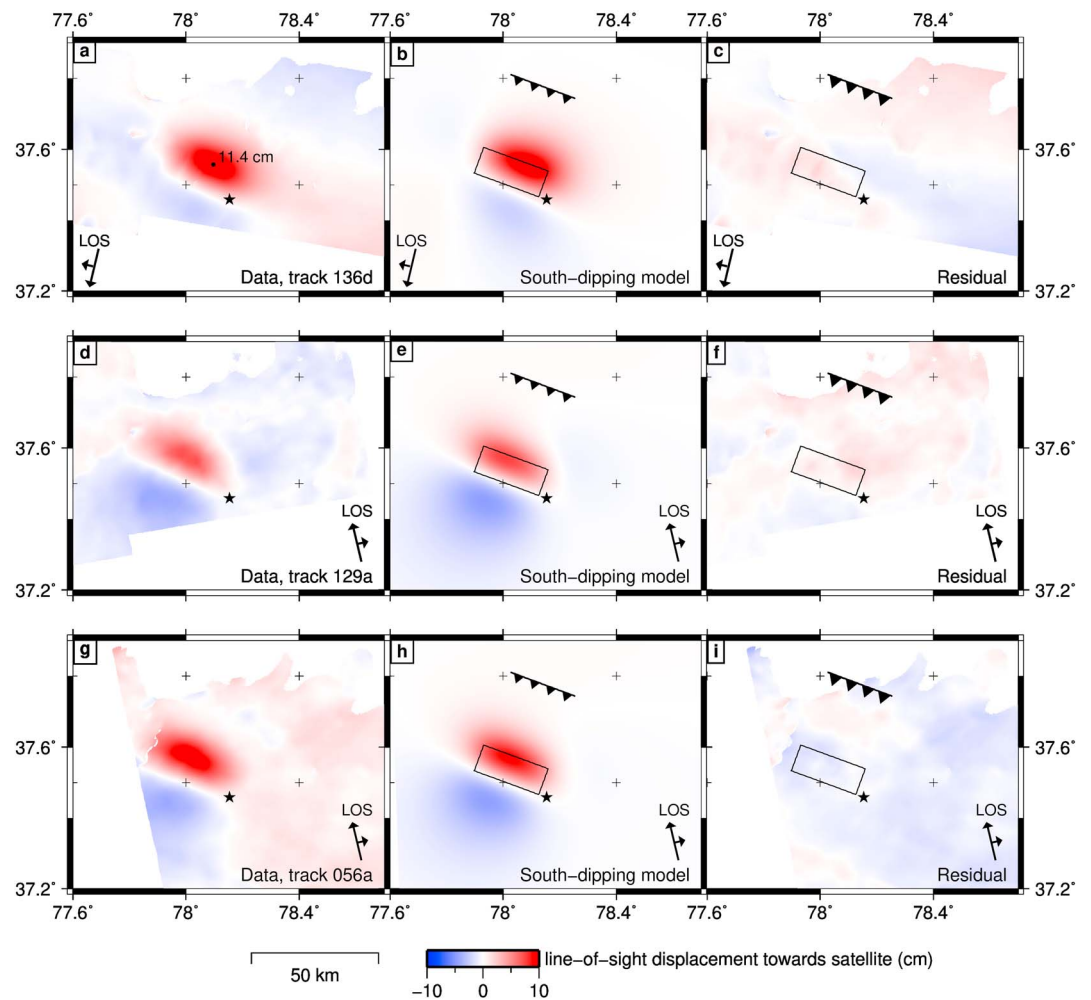 77.6˚ 78˚ 78.4˚ 77.6˚ 78˚ 78.4˚ 77.6˚ 78˚ 78.4˚
a b c
37.6˚ 11.4 cm 37.6˚
LOS LOS LOS
Data, track 136d South−dipping model Residual
37.2˚ 37.2˚
d e f
37.6˚ 37.6˚
LOS LOS LOS
Data, track 129a South−dipping model Residual
37.2˚ 37.2˚
g h i
37.6˚ 37.6˚
LOS LOS LOS
Data, track 056a South−dipping model Residual
37.2˚ 37.2˚
77.6˚ 78˚ 78.4˚ 77.6˚ 78˚ 78.4˚ 77.6˚ 78˚ 78.4˚
line−of−sight displacement towards satellite (cm)
50 km
−10 0 10